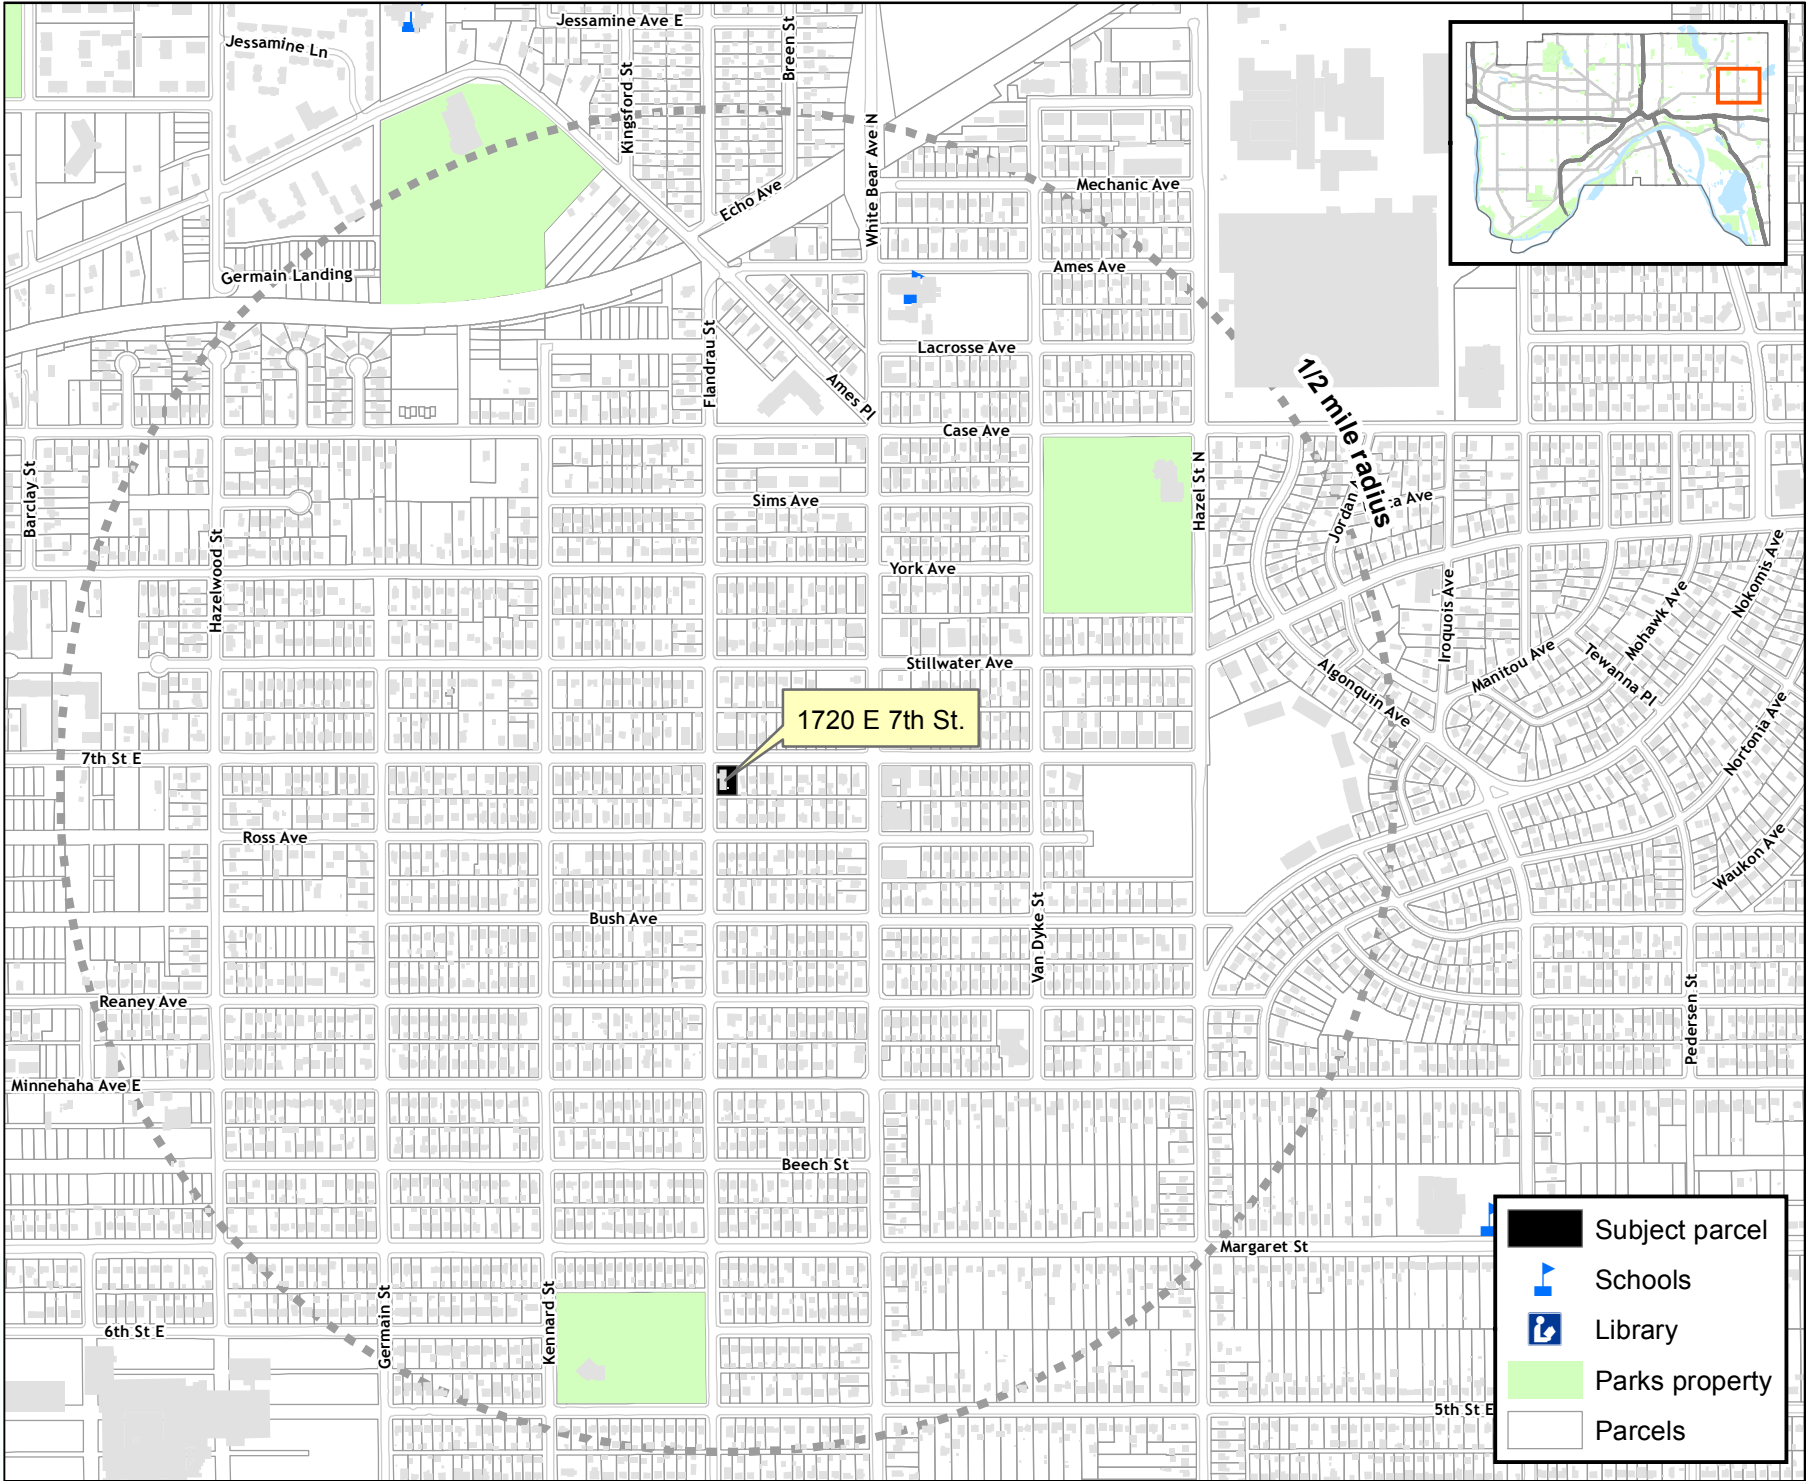 Jessamine Ave E
Jessamine Ln
Kingsford St
Breen St
White Bear Ave N
Echo Ave
Mechanic Ave
Germain Landing
Ames Ave
Flandrau St
Lacrosse Ave
Ames Pl
1/2 mile radius
Case Ave
Barclay St
Hazelwood St
Sims Ave
Hazel St N
Jordan
ca Ave
York Ave
Iroquois Ave
Nokomis Ave
Mohawk Ave
Stillwater Ave
Algonquin Ave
Manitou Ave
Tewanna Pl
1720 E 7th St.
Nortonia Ave
7th St E
Ross Ave
Waukon Ave
Bush Ave
Van Dyke St
Reaney Ave
Pedersen St
Minnehaha Ave E
Beech St
Margaret St
Germain St
Kennard St
6th St E
5th St E
Subject parcel
Schools
Library
Parks property
Parcels